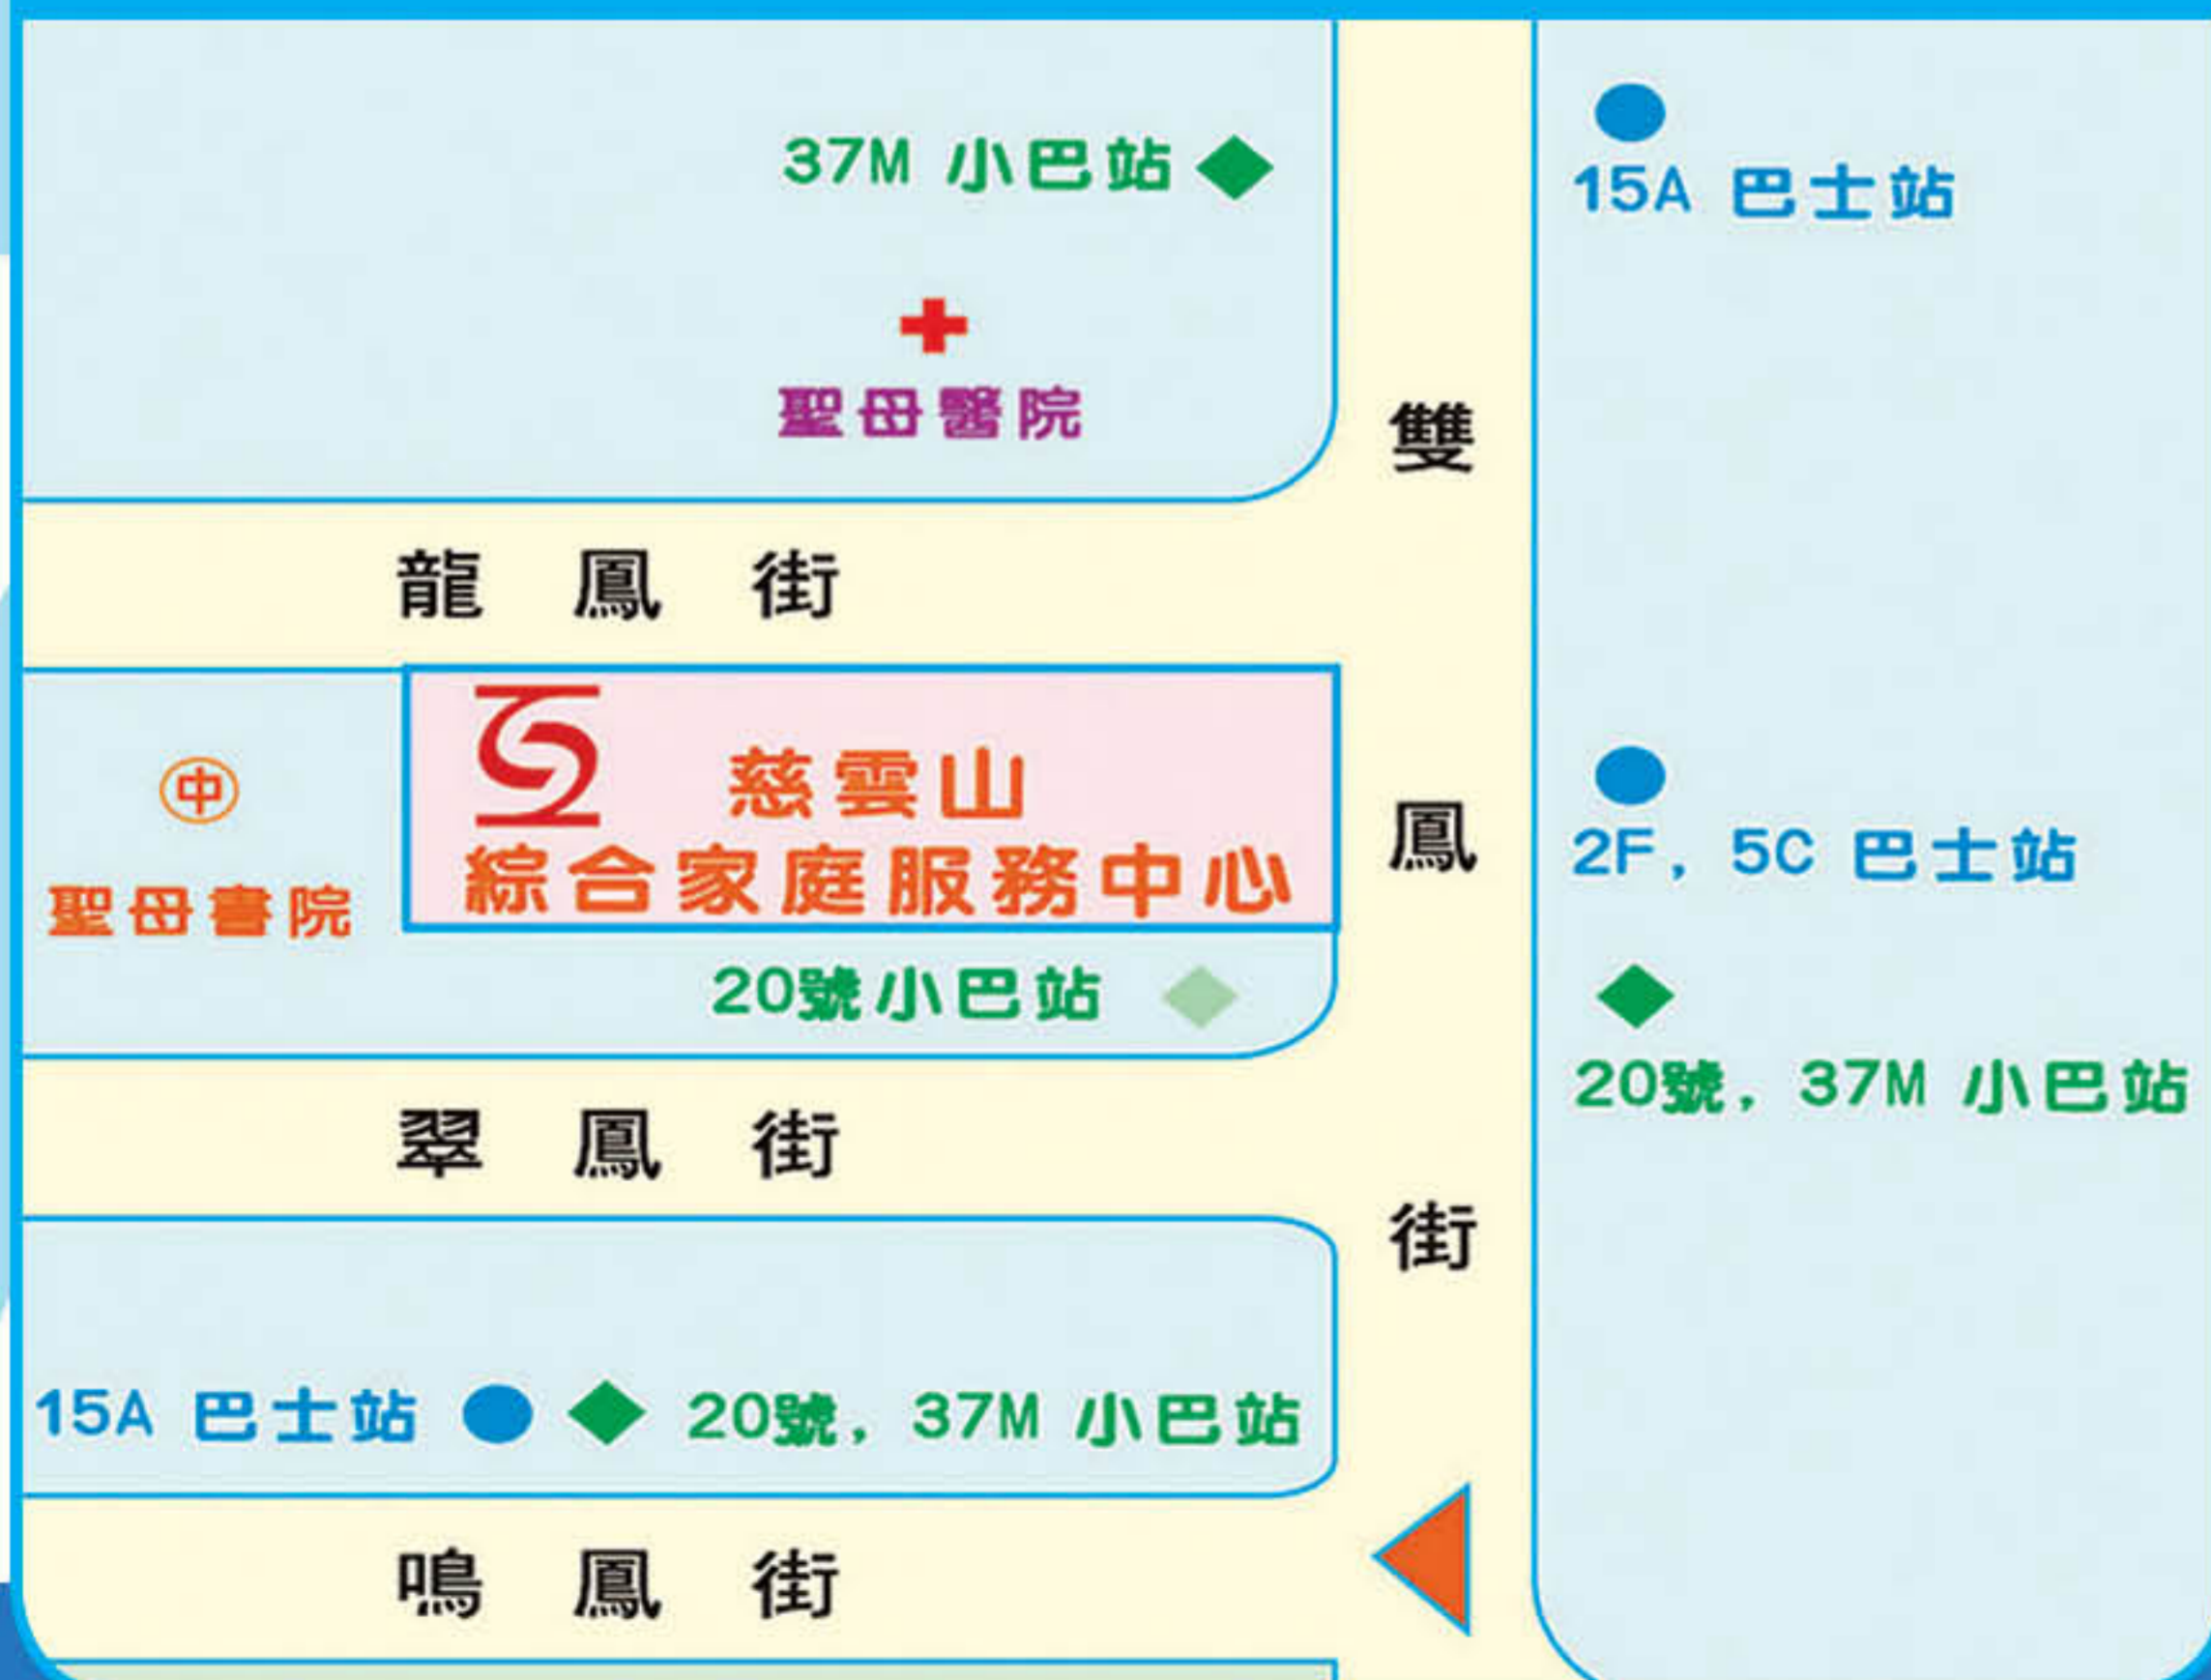 37M 小巴站
15A 巴士站
聖母醫院
雙鳳街
龍鳳街
中
聖母書院
慈雲山
綜合家庭服務中心
2F, 5C 巴士站
20號小巴站
20號, 37M 小巴站
翠鳳街
15A 巴士站
20號, 37M 小巴站
鳴鳳街